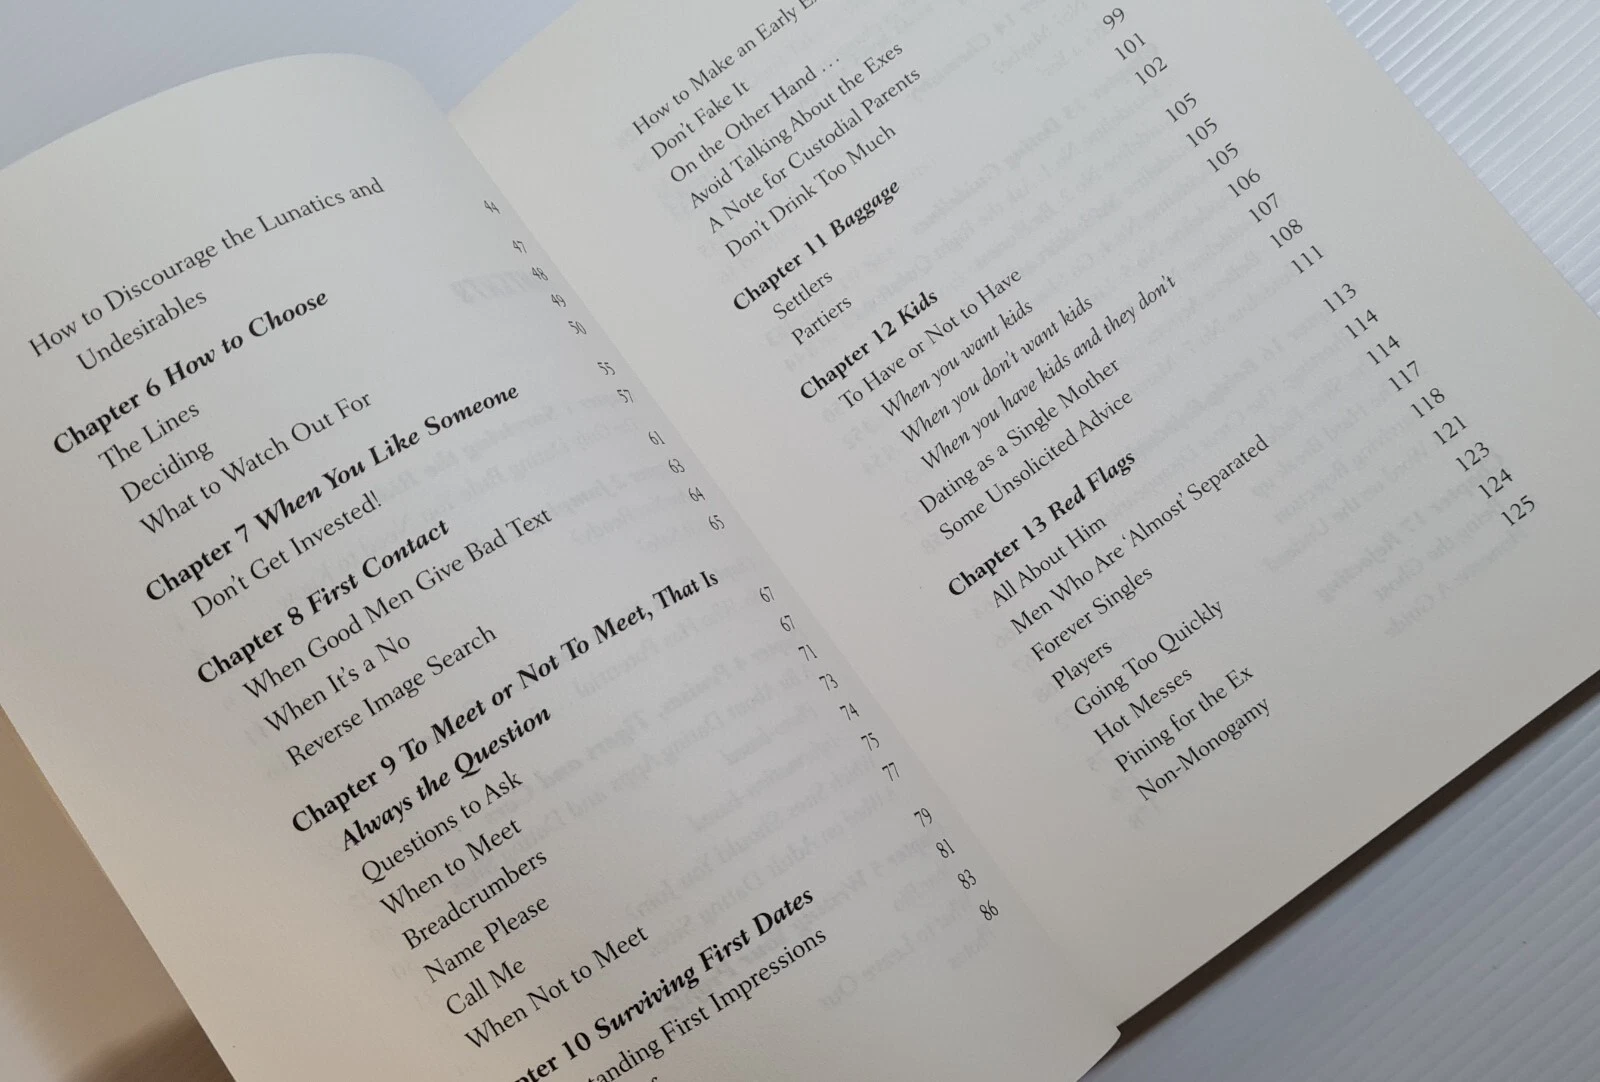 How to Discourage the Lunatics and
Undesirables 44
Chapter 6 How to Choose 47
The Lines 48
Deciding 49
What to Watch Out For 50
Chapter 7 When You Like Someone 55
Don't Get Invested! 57
Chapter 8 First Contact 61
When Good Men Give Bad Text 63
When It's a No 64
Reverse Image Search 65
Chapter 9 To Meet or Not To Meet, That Is
Always the Question 67
Questions to Ask 67
When to Meet 71
Breadcrumbers 73
Name Please 74
Call Me 75
When Not to Meet 77
10 Surviving First Dates 79
First Impressions 81
83
86
How to Make an Early
Don't Fake It
On the Other Hand ...
Avoid Talking About the Exes
A Note for Custodial Parents
Don't Drink Too Much
Chapter 11 Baggage 99
Settlers 101
Partiers 102
Chapter 12 Kids 105
To Have or Not to Have 105
When you want kids 105
When you don't want kids 106
When you have kids and they don't 107
Dating as a Single Mother 108
Some Unsolicited Advice 111
Chapter 13 Red Flags 113
All About Him 114
Men Who Are 'Almost' Separated 114
Forever Singles 117
Players 118
Going Too Quickly 121
Hot Messes 123
Pining for the Ex 124
Non-Monogamy 125